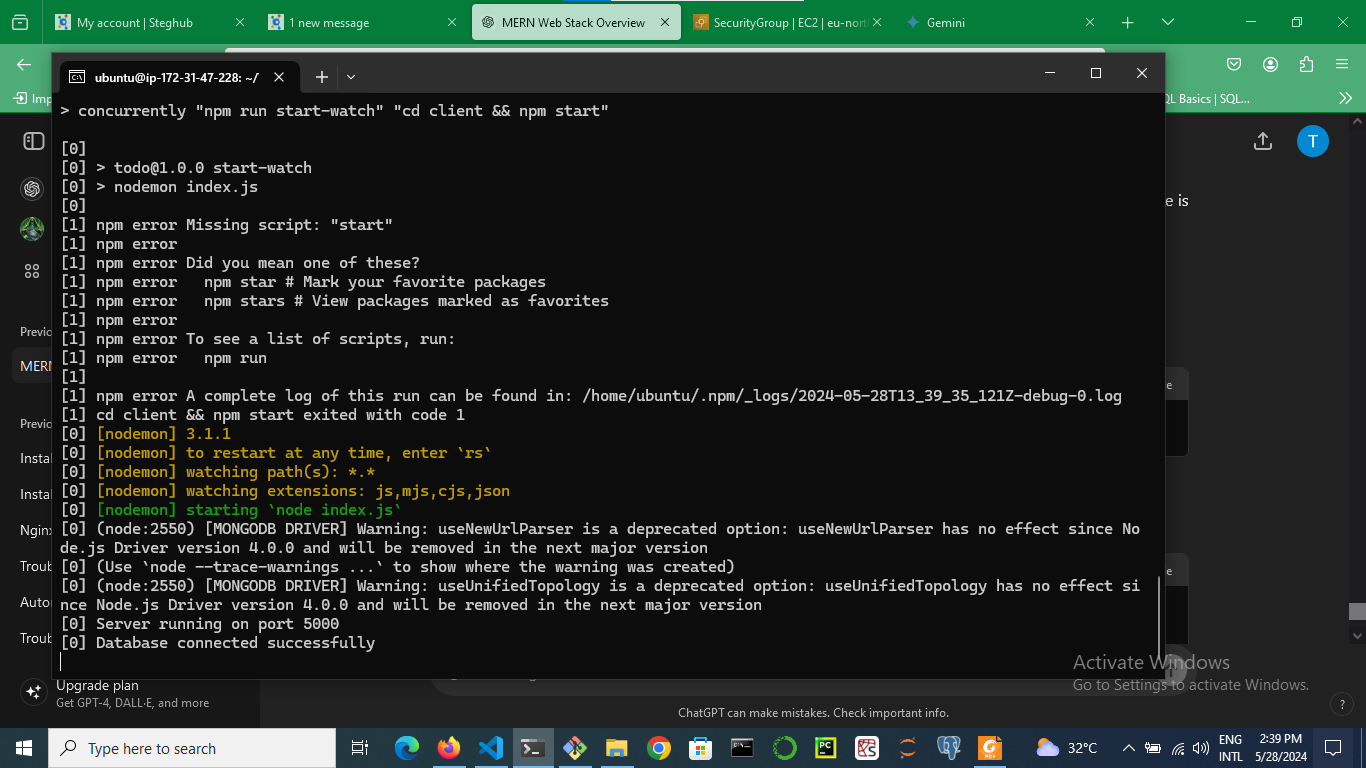 My account | Steghub
1 new message
MERN Web Stack Overview
SecurityGroup | EC2 | eu-nort
Gemini
Imp
QL Basics | SQL...
ubuntu@ip-172-31-47-228: ~/
> concurrently "npm run start-watch" "cd client && npm start"
[0]
[0] > todo@1.0.0 start-watch
[0] > nodemon index.js
[0]
[1] npm error Missing script: "start"
[1] npm error
[1] npm error Did you mean one of these?
[1] npm error   npm star # Mark your favorite packages
[1] npm error   npm stars # View packages marked as favorites
[1] npm error
[1] npm error To see a list of scripts, run:
[1] npm error   npm run
[1]
[1] npm error A complete log of this run can be found in: /home/ubuntu/.npm/_logs/2024-05-28T13_39_35_121Z-debug-0.log
[1] cd client && npm start exited with code 1
[0] [nodemon] 3.1.1
[0] [nodemon] to restart at any time, enter `rs`
[0] [nodemon] watching path(s): *.*
[0] [nodemon] watching extensions: js,mjs,cjs,json
[0] [nodemon] starting `node index.js`
[0] (node:2550) [MONGODB DRIVER] Warning: useNewUrlParser is a deprecated option: useNewUrlParser has no effect since No
de.js Driver version 4.0.0 and will be removed in the next major version
[0] (Use `node --trace-warnings ...` to show where the warning was created)
[0] (node:2550) [MONGODB DRIVER] Warning: useUnifiedTopology is a deprecated option: useUnifiedTopology has no effect si
nce Node.js Driver version 4.0.0 and will be removed in the next major version
[0] Server running on port 5000
[0] Database connected successfully
T
e is
Previo
MERN
Previo
Instal
Instal
Nginx
Troub
Autor
Troub
Upgrade plan
Get GPT-4, DALL·E, and more
Activate Windows
Go to Settings to activate Windows.
ChatGPT can make mistakes. Check important info.
?
Type here to search
32°C
ENG
INTL
2:39 PM
5/28/2024